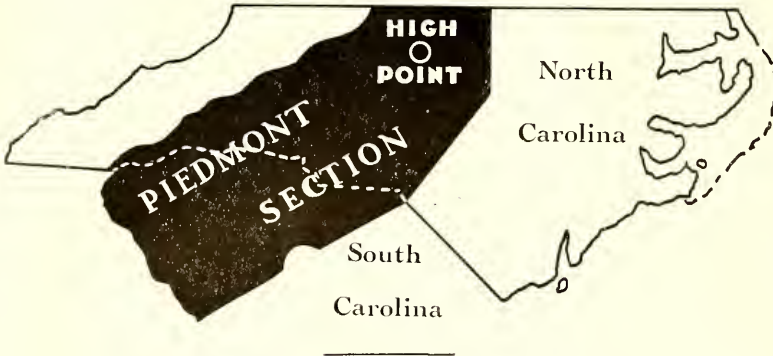 HIGH
POINT
North
Carolina
PIEDMONT
SECTION
South
Carolina